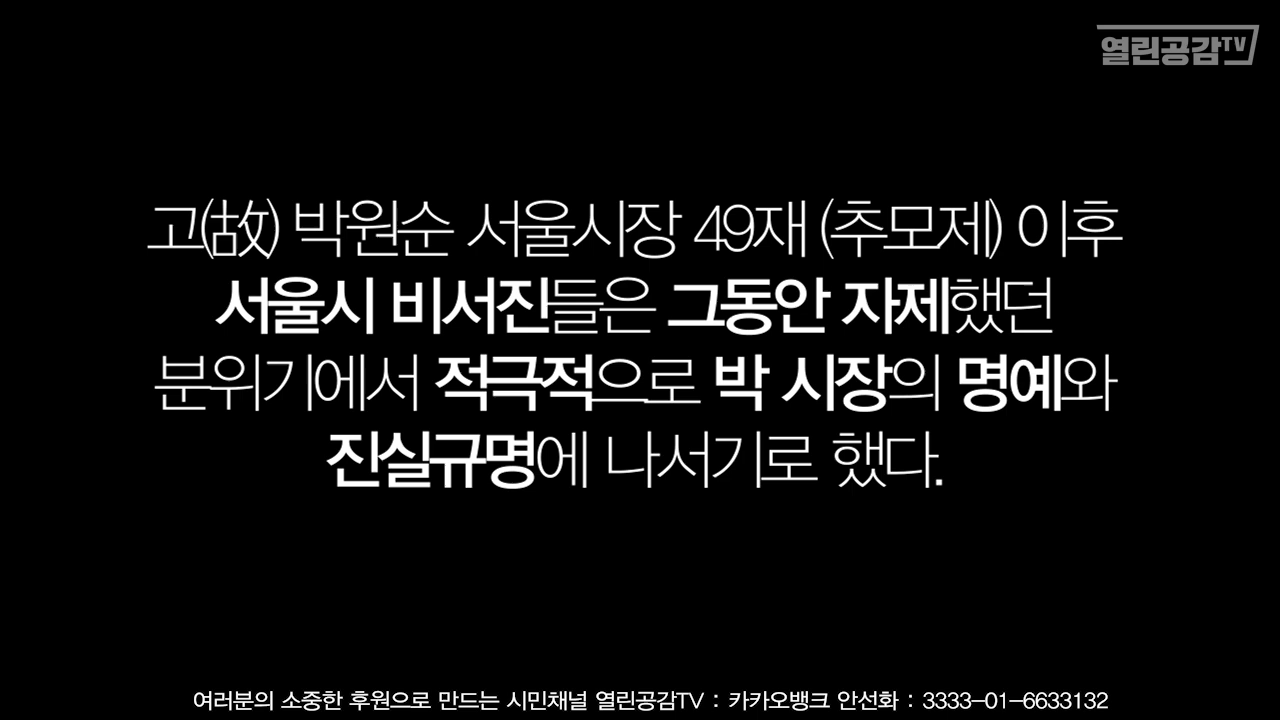 열린공감TV
고(故) 박원순 서울시장 49재 (추모제) 이후
서울시 비서진들은 그동안 자제했던
분위기에서 적극적으로 박 시장의 명예와
진실규명에 나서기로 했다.
여러분의 소중한 후원으로 만드는 시민채널 열린공감TV : 카카오뱅크 안선화 : 3333-01-6633132